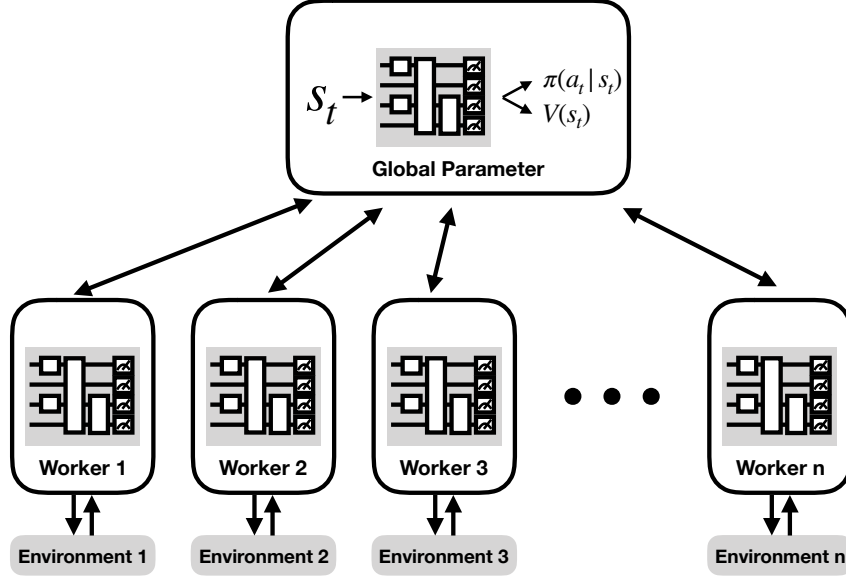 s_t
π(a_t | s_t)
V(s_t)
Global Parameter
Worker 1
Worker 2
Worker 3
Worker n
Environment 1
Environment 2
Environment 3
Environment n